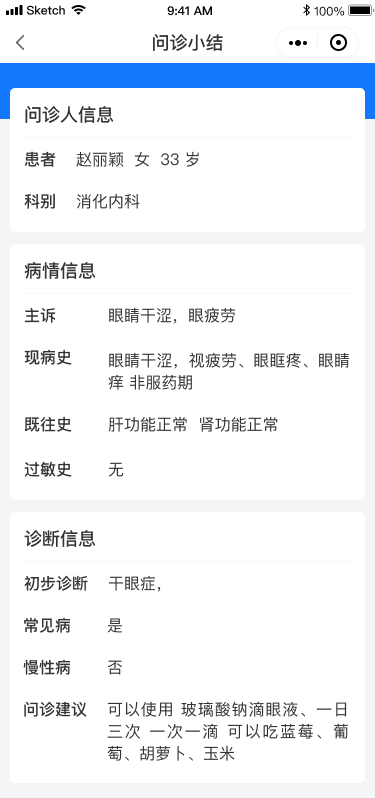 Sketch 9:41 AM 100%
问诊小结
问诊人信息
患者 赵丽颖 女 33 岁
科别 消化内科
病情信息
主诉 眼睛干涩，眼疲劳
现病史 眼睛干涩，视疲劳、眼眶疼、眼睛
痒 非服药期
既往史 肝功能正常 肾功能正常
过敏史 无
诊断信息
初步诊断 干眼症，
常见病 是
慢性病 否
问诊建议 可以使用 玻璃酸钠滴眼液、一日
三次 一次一滴 可以吃蓝莓、葡
萄、胡萝卜、玉米